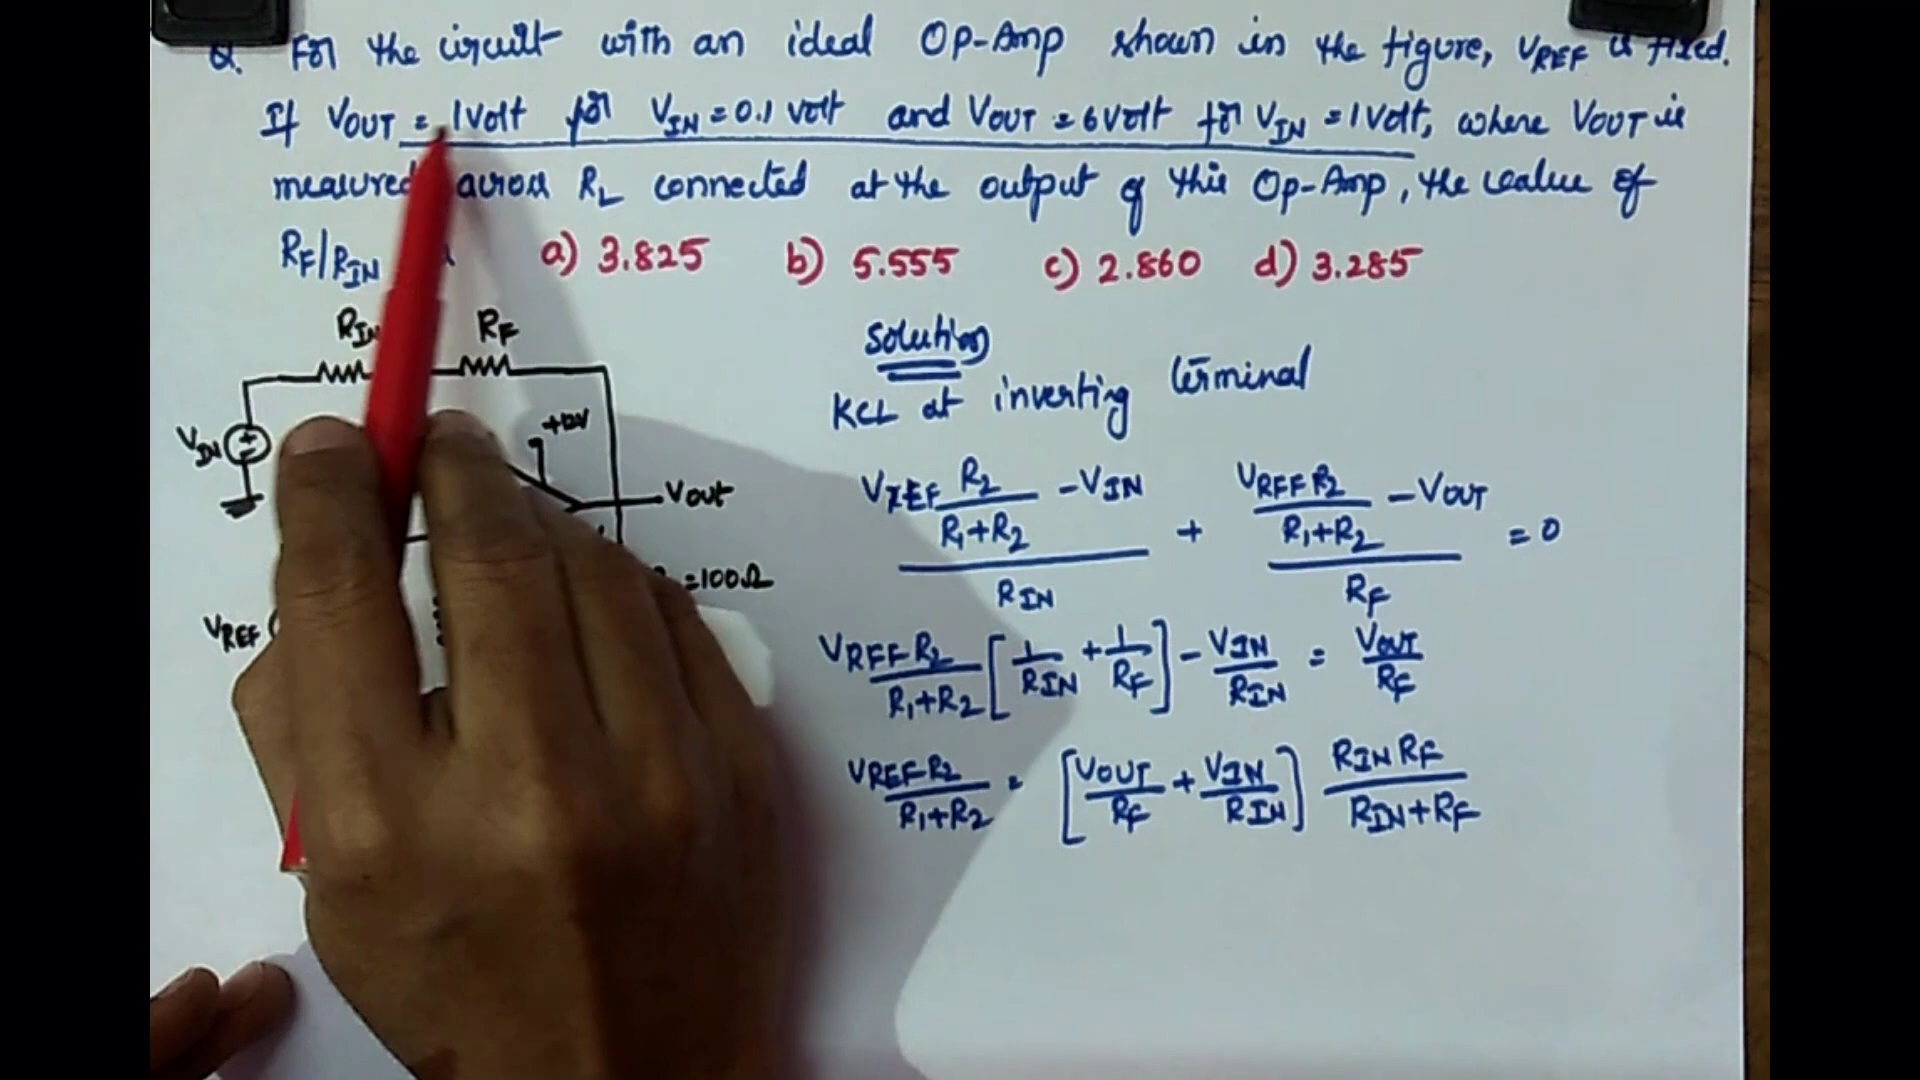 Q. For the circuit with an ideal Op-Amp shown in the figure, VREF is fixed.
If VOUT = 1Volt for VIN = 0.1 volt and VOUT = 6Volt for VIN = 1Volt, where VOUT is
measured across RL connected at the output of this Op-Amp, the value of
RF/RIN a) 3.825 b) 5.555 c) 2.860 d) 3.285
RIN RF
Solution
KCL at inverting terminal
+12V
VIN
Vout
VREF R2/(R1+R2) - VIN + VREF R2/(R1+R2) - VOUT = 0
RIN RF
=100Ω
VREF
VREF R2/(R1+R2) [1/RIN + 1/RF] - VIN/RIN = VOUT/RF
VREF R2/(R1+R2) = [VOUT/RF + VIN/RIN] RIN RF/(RIN+RF)